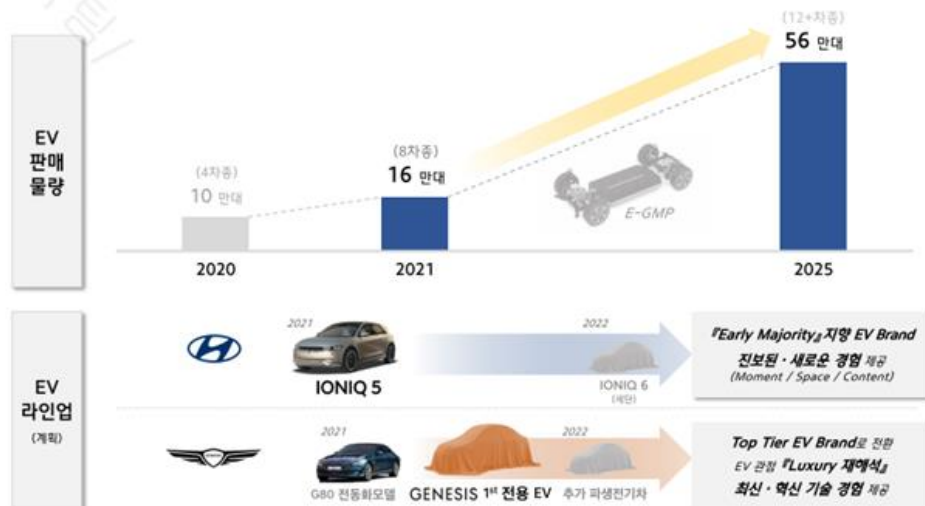 (12+차종)
56 만대
EV
판매
물량
(8차종)
16 만대
(4차종)
10 만대
E-GMP
2020
2021
2025
EV
라인업
(계획)
2021
IONIQ 5
2022
IONIQ 6
(세단)
『Early Majority』지향 EV Brand
진보된 · 새로운 경험 제공
(Moment / Space / Content)
2021
G80 전동화모델
GENESIS 1st 전용 EV
2022
추가 파생전기차
Top Tier EV Brand로 전환
EV 관점 『Luxury 재해석』
최신 · 혁신 기술 경험 제공